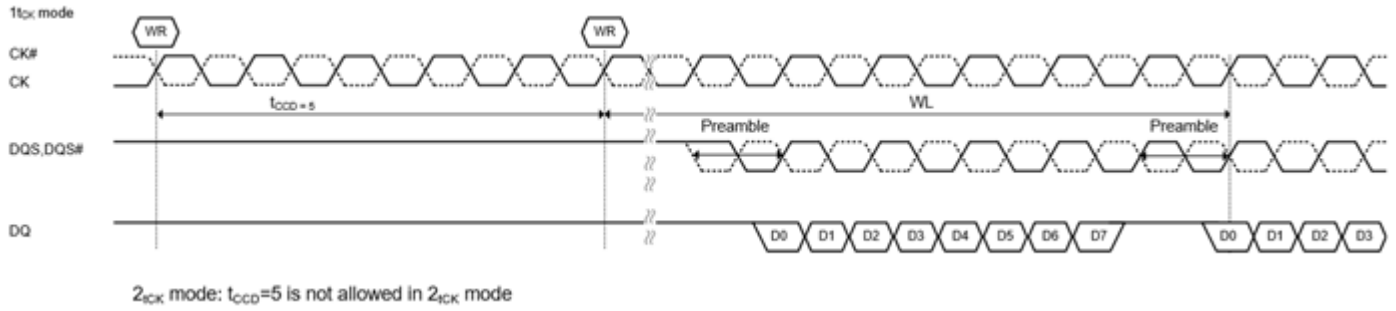 1tCK mode
WR WR
CK#
CK
tCCD = 5 WL
Preamble Preamble
DQS,DQS#
DQ D0 D1 D2 D3 D4 D5 D6 D7 D0 D1 D2 D3
2tCK mode: tCCD=5 is not allowed in 2tCK mode